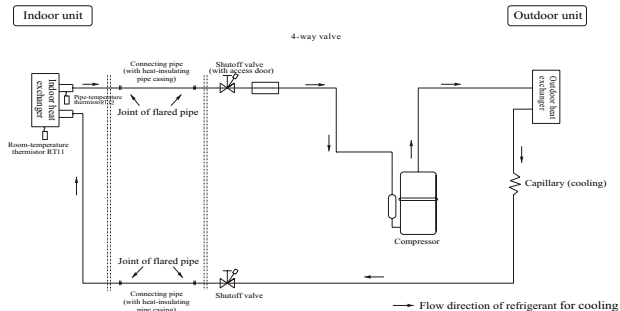 Indoor unit
Outdoor unit
4-way valve
Connecting pipe
(with heat-insulating
pipe casing)
Shutoff valve
(with access door)
Indoor heat
exchanger
Pipe-temperature
Joint of flared pipe
Outdoor heat
exchanger
Room-temperature
thermistor RT11
Capillary (cooling)
Compressor
Joint of flared pipe
Connecting pipe
(with heat-insulating
pipe casing)
Shutoff valve
Flow direction of refrigerant for cooling